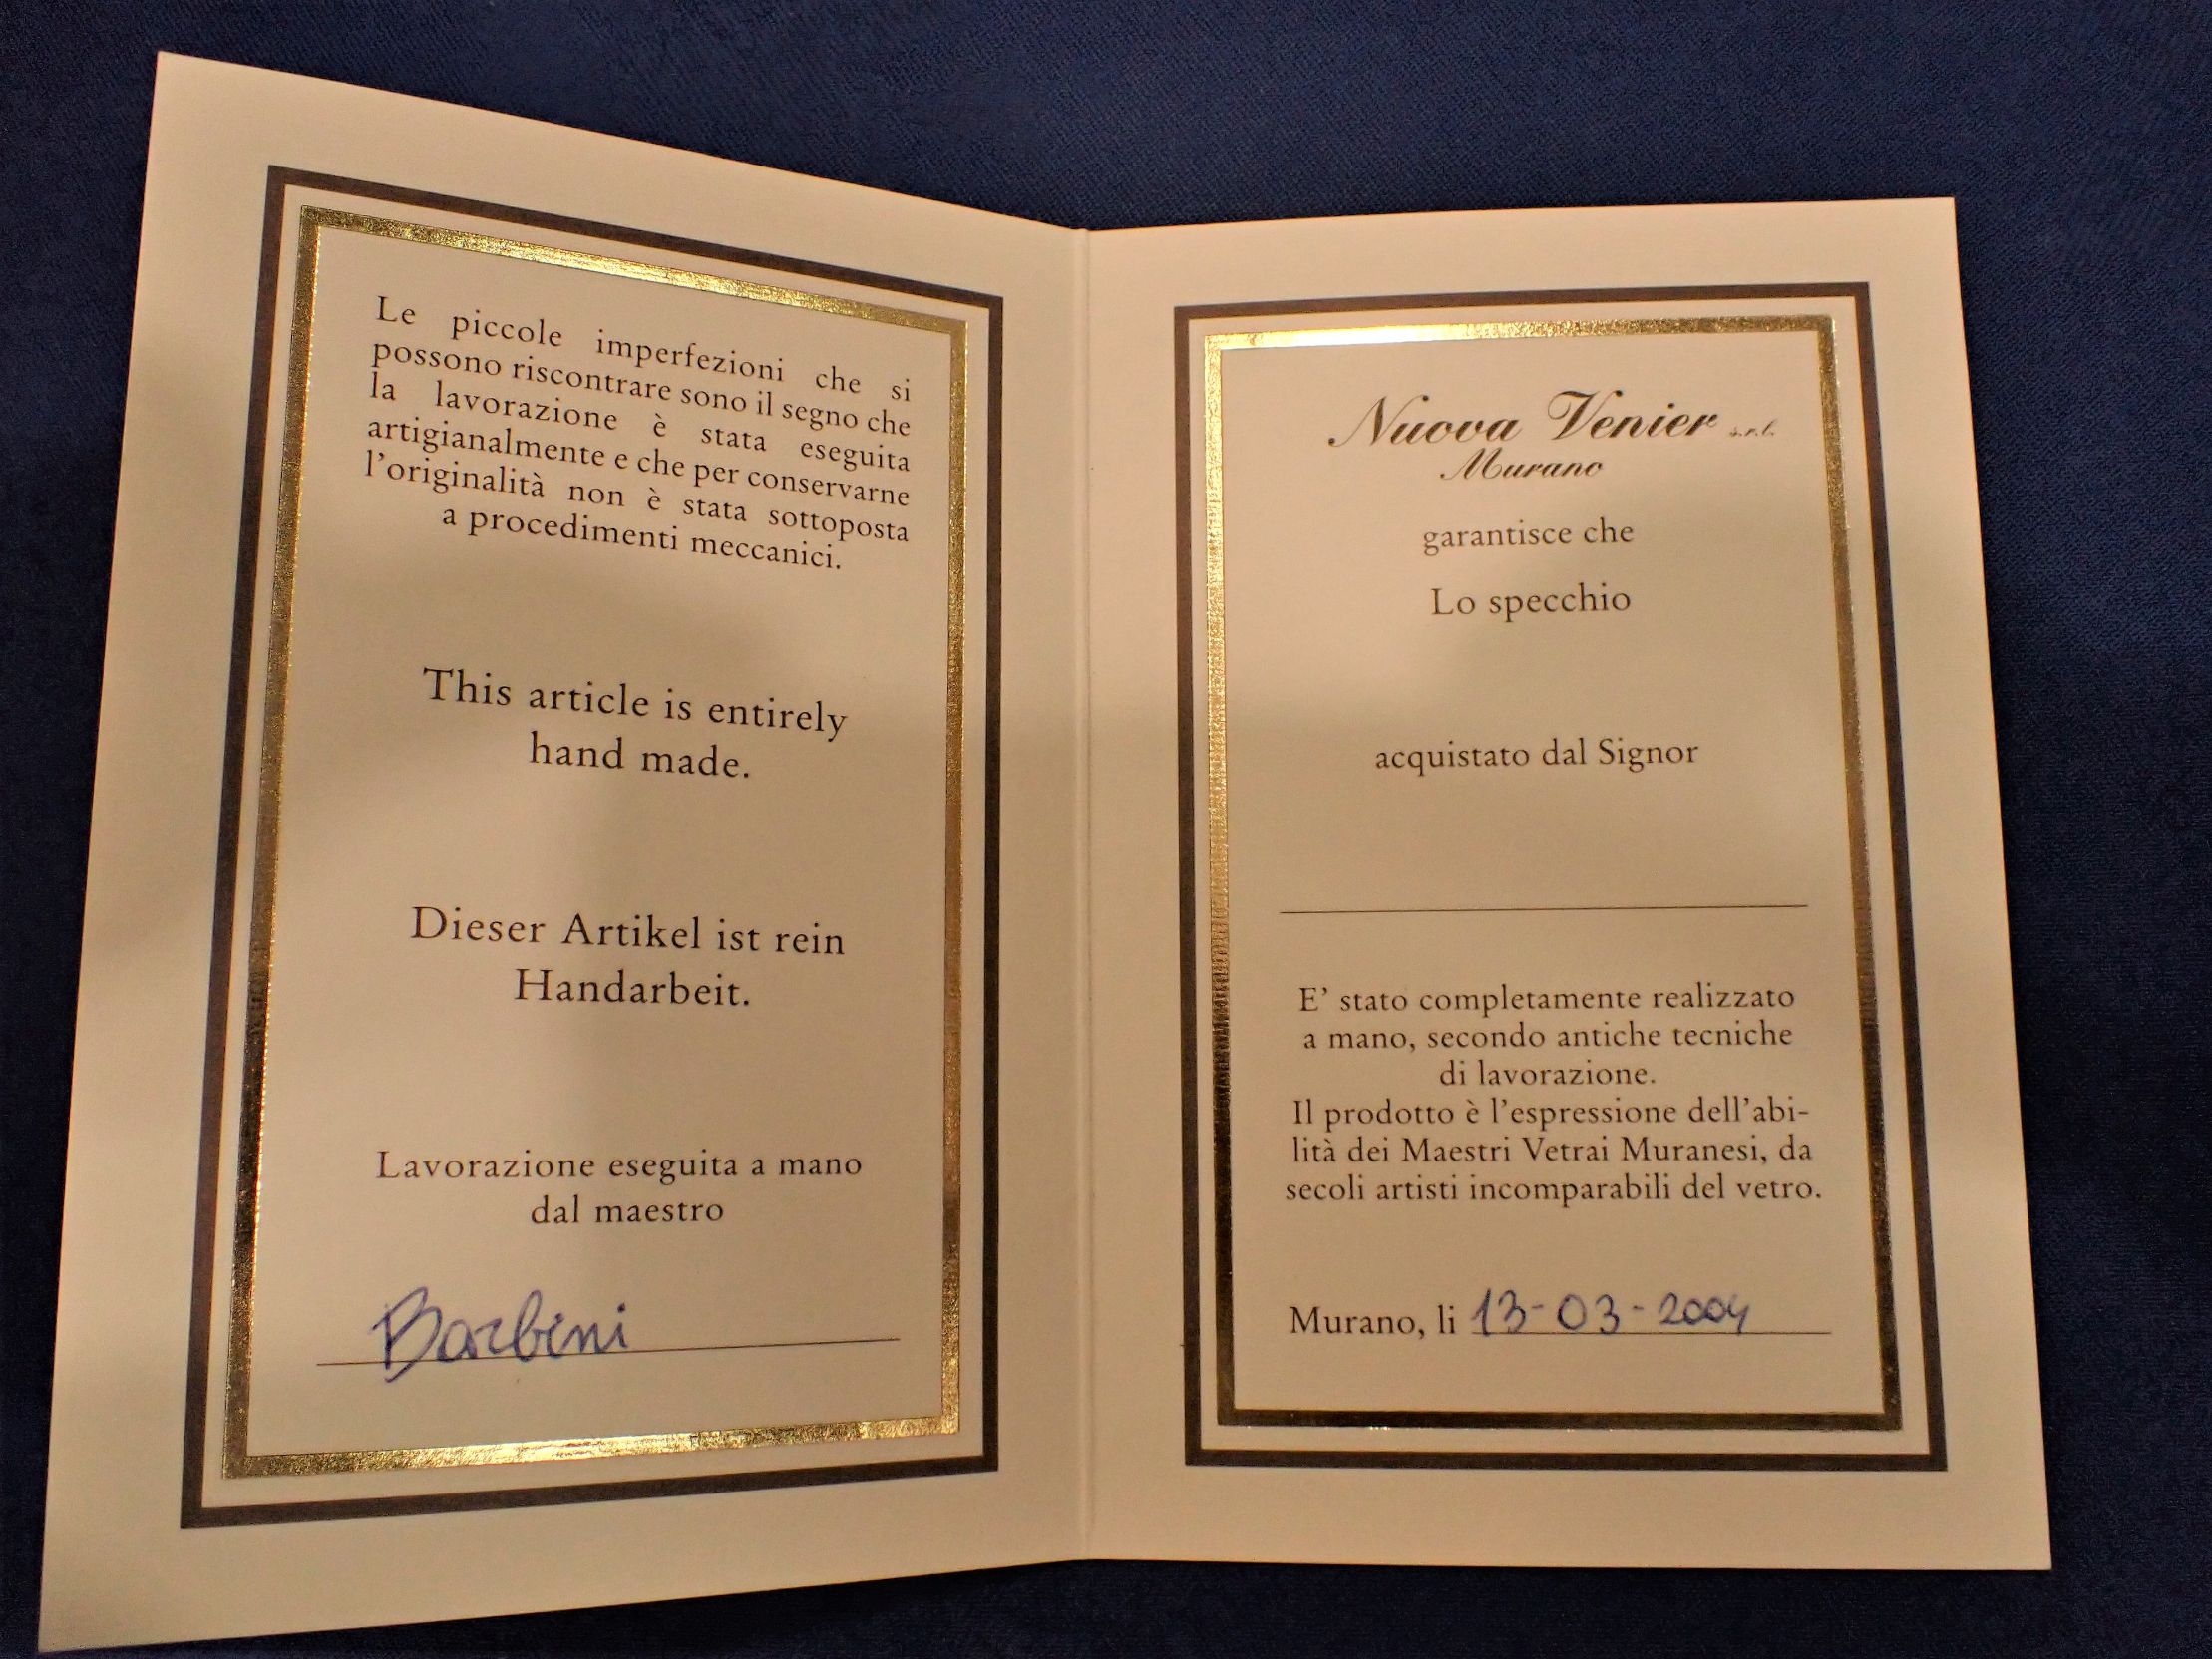 Le piccole imperfezioni che si
possono riscontrare sono il segno che
la lavorazione è stata eseguita
artigianalmente e che per conservarne
l'originalità non è stata sottoposta
a procedimenti meccanici.
This article is entirely
hand made.
Dieser Artikel ist rein
Handarbeit.
Lavorazione eseguita a mano
dal maestro
Barbini
Nuova Venier s.r.l.
Murano
garantisce che
Lo specchio
acquistato dal Signor
E' stato completamente realizzato
a mano, secondo antiche tecniche
di lavorazione.
Il prodotto è l'espressione dell'abi-
lità dei Maestri Vetrai Muranesi, da
secoli artisti incomparabili del vetro.
Murano, li 13-03-2004